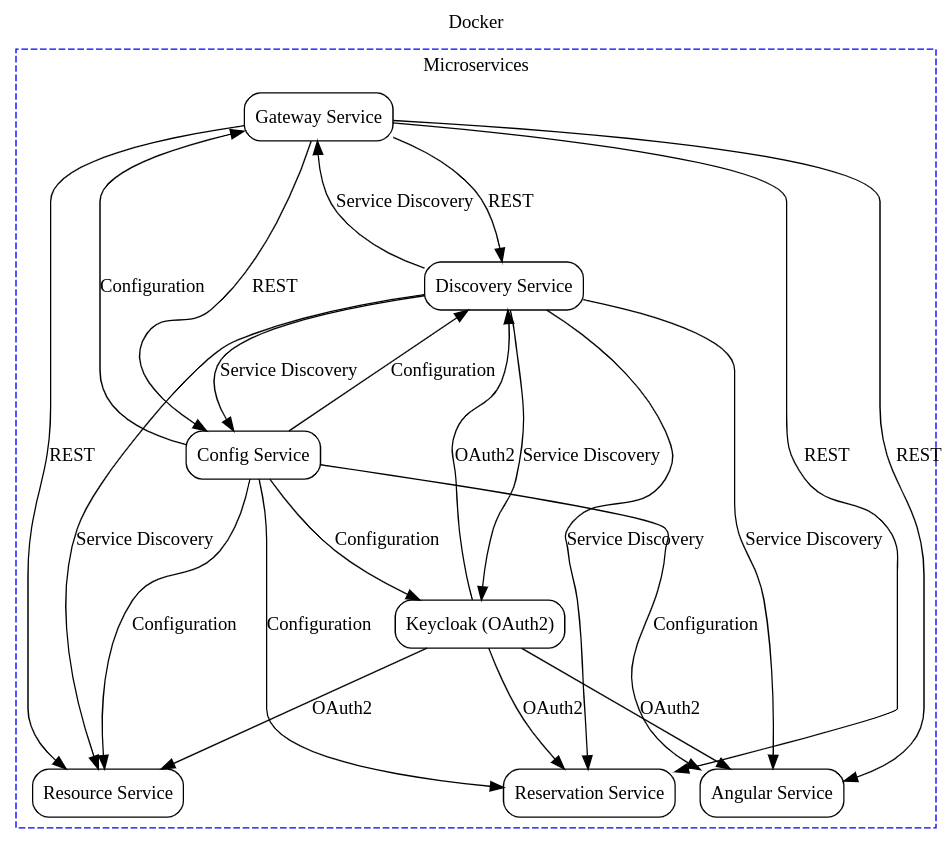 Docker
Microservices
Gateway Service
Service Discovery
REST
Configuration
REST
Discovery Service
Service Discovery
Configuration
REST
Config Service
OAuth2
Service Discovery
REST
REST
Service Discovery
Configuration
Service Discovery
Service Discovery
Configuration
Configuration
Keycloak (OAuth2)
Configuration
OAuth2
OAuth2
OAuth2
Resource Service
Reservation Service
Angular Service